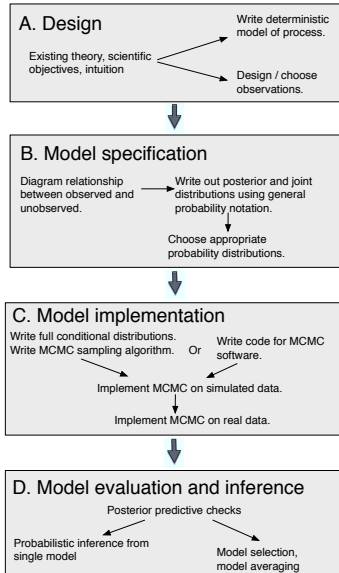 A. Design
Write deterministic
model of process.
Existing theory, scientific
objectives, intuition
Design / choose
observations.
B. Model specification
Diagram relationship
between observed and
unobserved.
Write out posterior and joint
distributions using general
probability notation.
Choose appropriate
probability distributions.
C. Model implementation
Write full conditional distributions.
Write MCMC sampling algorithm.
Or
Write code for MCMC
software.
Implement MCMC on simulated data.
Implement MCMC on real data.
D. Model evaluation and inference
Posterior predictive checks
Probabilistic inference from
single model
Model selection,
model averaging